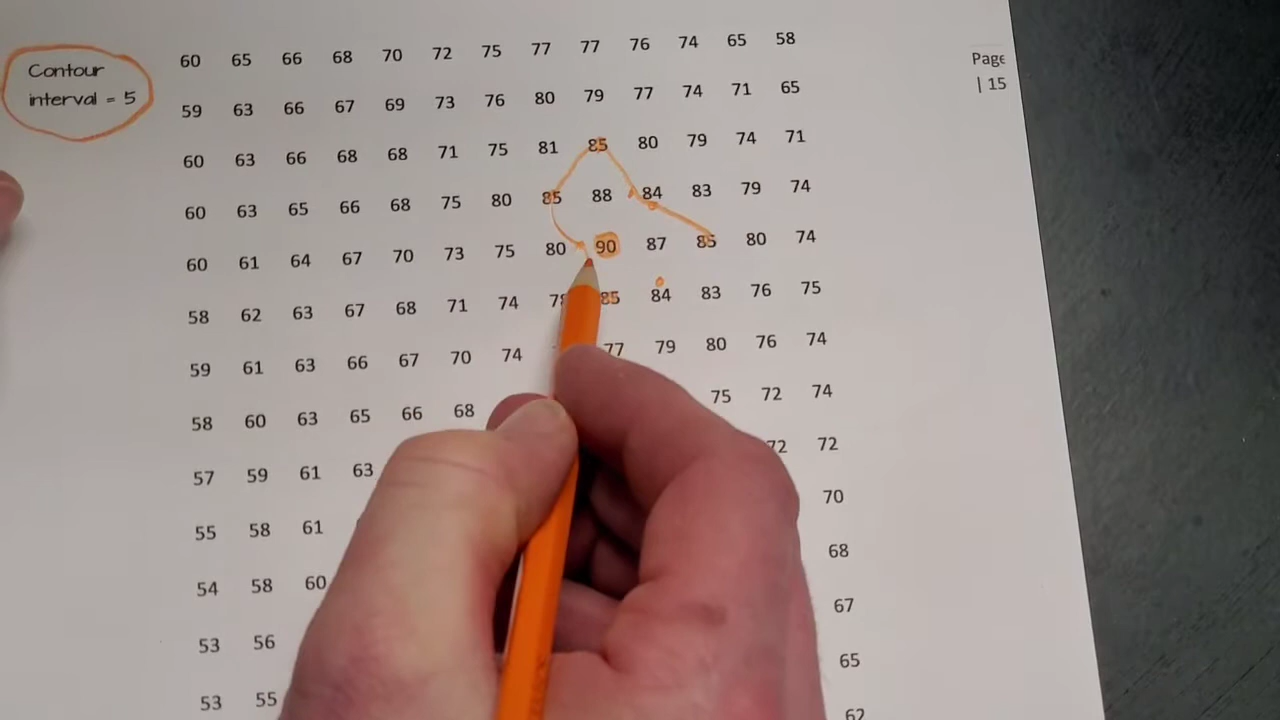 Contour
interval = 5
Page
| 15
60 65 66 68 70 72 75 77 77 76 74 65 58
59 63 66 67 69 73 76 80 79 77 74 71 65
60 63 66 68 68 71 75 81 85 80 79 74 71
60 63 65 66 68 75 80 85 88 84 83 79 74
60 61 64 67 70 73 75 80 90 87 85 80 74
58 62 63 67 68 71 74 78 85 84 83 76 75
59 61 63 66 67 70 74 77 79 80 76 74
58 60 63 65 66 68 75 72 74
57 59 61 63 72 72
55 58 61 70
54 58 60 68
53 56 67
53 55 65
62